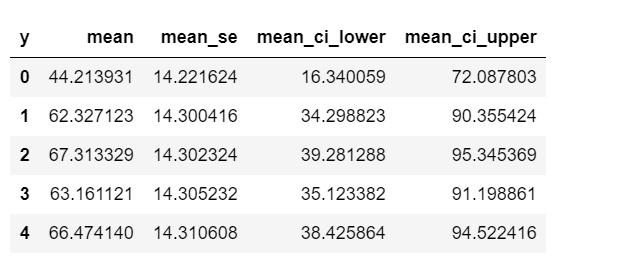 y mean mean_se mean_ci_lower mean_ci_upper
0 44.213931 14.221624 16.340059 72.087803
1 62.327123 14.300416 34.298823 90.355424
2 67.313329 14.302324 39.281288 95.345369
3 63.161121 14.305232 35.123382 91.198861
4 66.474140 14.310608 38.425864 94.522416